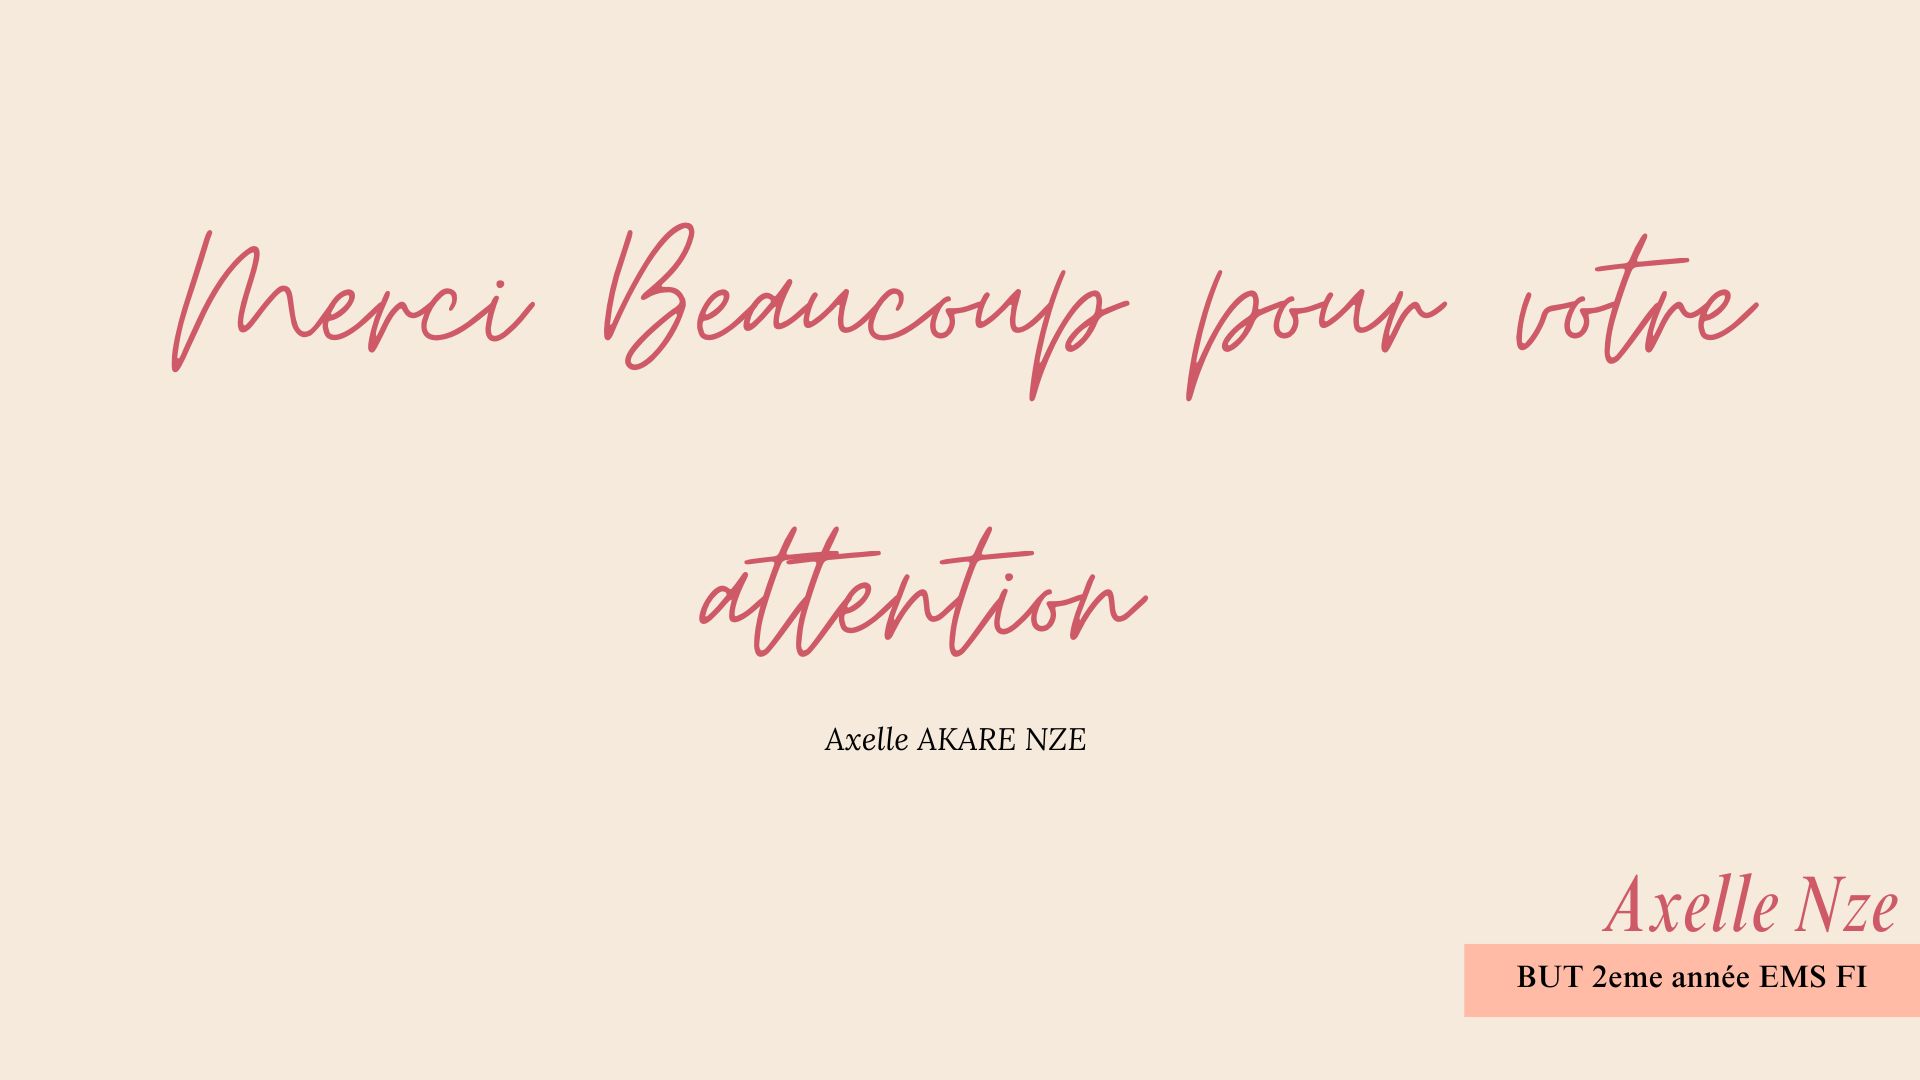 Merci Beaucoup pour votre
attention
Axelle AKARE NZE
Axelle Nze
BUT 2eme année EMS FI